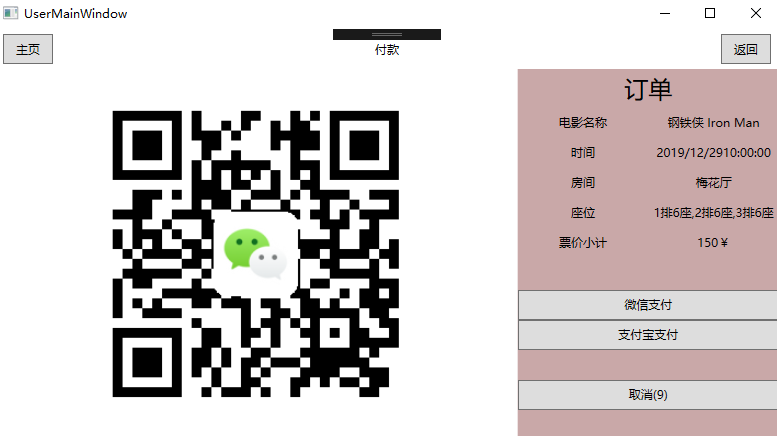 UserMainWindow
主页
付款
返回
订单
电影名称 钢铁侠 Iron Man
时间 2019/12/2910:00:00
房间 梅花厅
座位 1排6座,2排6座,3排6座
票价小计 150￥
微信支付
支付宝支付
取消(9)